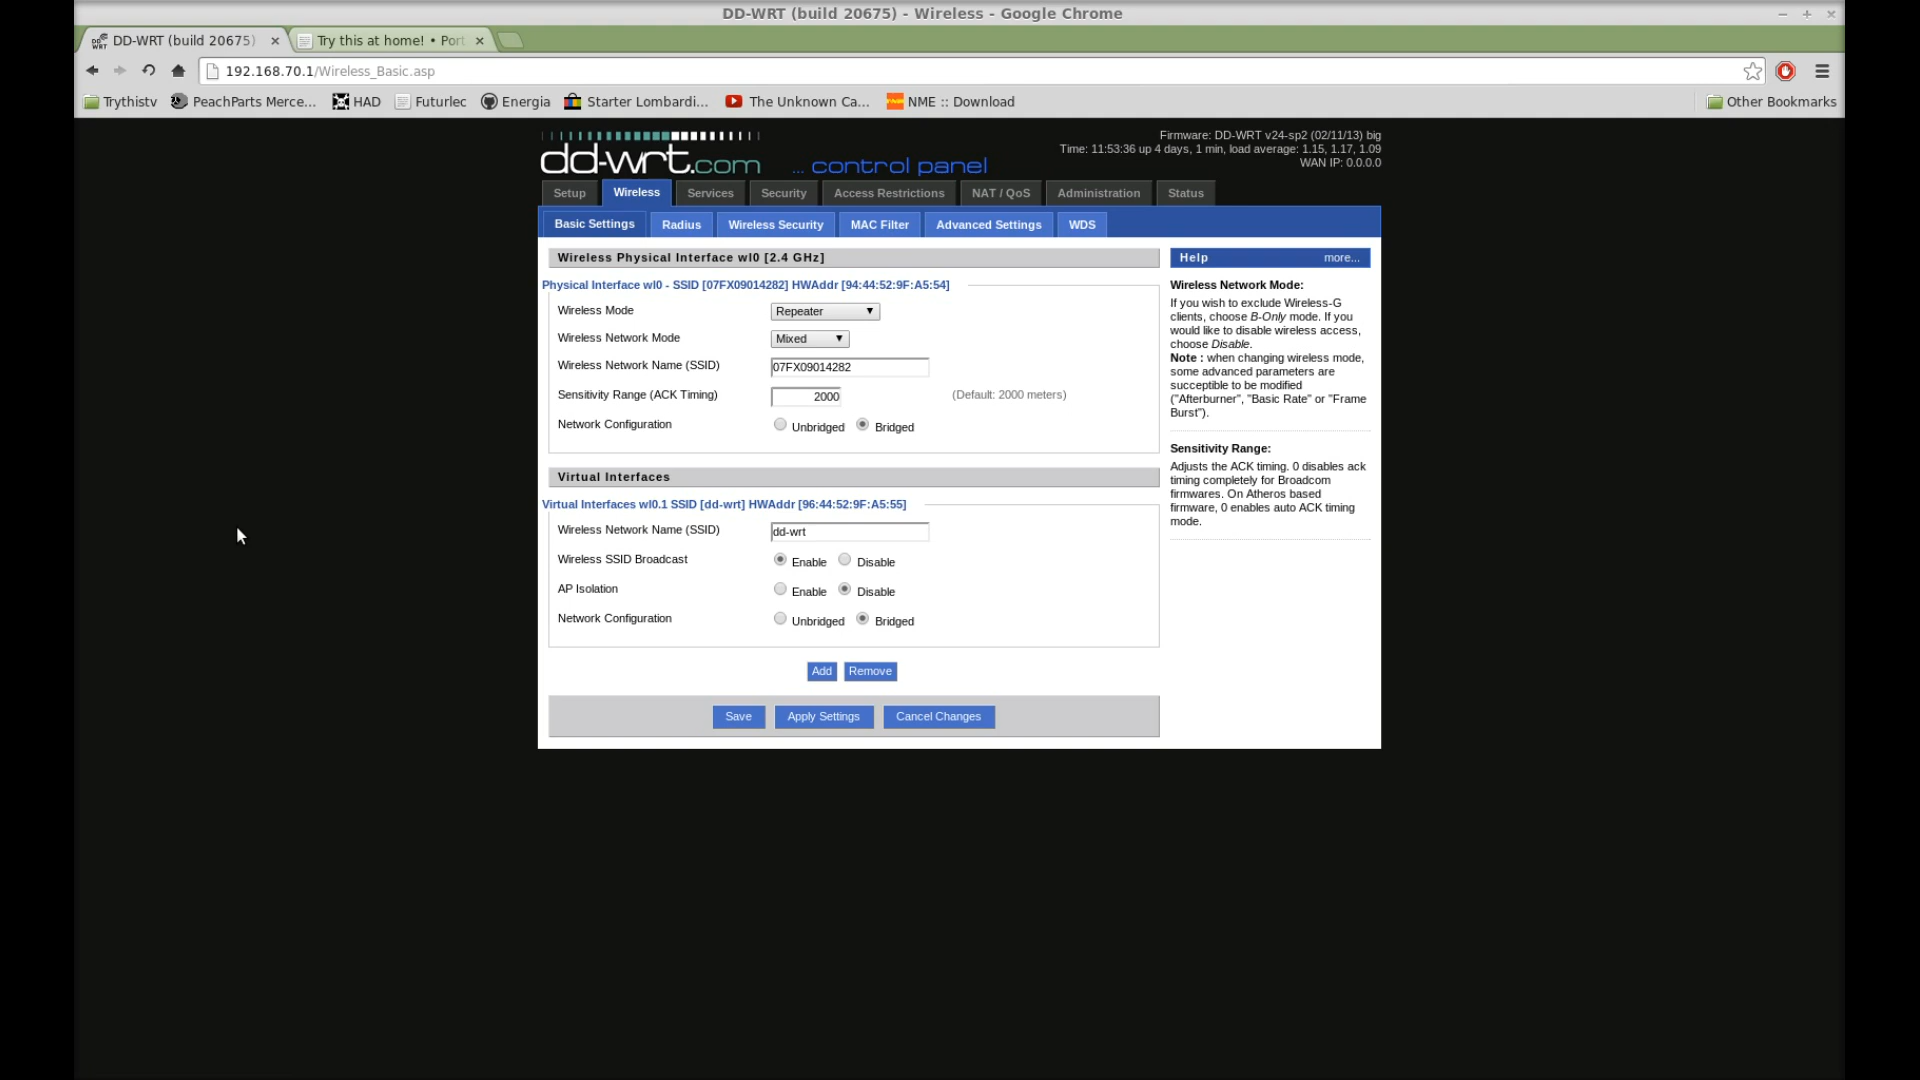 DD-WRT (build 20675) - Wireless - Google Chrome
DD-WRT (build 20675)
Try this at home! • Port
192.168.70.1/Wireless_Basic.asp
Trythistv PeachParts Merce... HAD Futurlec Energia Starter Lombardi... The Unknown Ca... NME :: Download Other Bookmarks
dd-wrt.com ... control panel
Firmware: DD-WRT v24-sp2 (02/11/13) big
Time: 11:53:36 up 4 days, 1 min, load average: 1.15, 1.17, 1.09
WAN IP: 0.0.0.0
Setup Wireless Services Security Access Restrictions NAT / QoS Administration Status
Basic Settings Radius Wireless Security MAC Filter Advanced Settings WDS
Wireless Physical Interface wl0 [2.4 GHz]
Physical Interface wl0 - SSID [07FX09014282] HWAddr [94:44:52:9F:A5:54]
Wireless Mode Repeater
Wireless Network Mode Mixed
Wireless Network Name (SSID) 07FX09014282
Sensitivity Range (ACK Timing) 2000 (Default: 2000 meters)
Network Configuration Unbridged Bridged
Virtual Interfaces
Virtual Interfaces wl0.1 SSID [dd-wrt] HWAddr [96:44:52:9F:A5:55]
Wireless Network Name (SSID) dd-wrt
Wireless SSID Broadcast Enable Disable
AP Isolation Enable Disable
Network Configuration Unbridged Bridged
Add Remove
Save Apply Settings Cancel Changes
Help more...
Wireless Network Mode:
If you wish to exclude Wireless-G
clients, choose B-Only mode. If you
would like to disable wireless access,
choose Disable.
Note : when changing wireless mode,
some advanced parameters are
succeptible to be modified
("Afterburner", "Basic Rate" or "Frame
Burst").
Sensitivity Range:
Adjusts the ACK timing. 0 disables ack
timing completely for Broadcom
firmwares. On Atheros based
firmware, 0 enables auto ACK timing
mode.